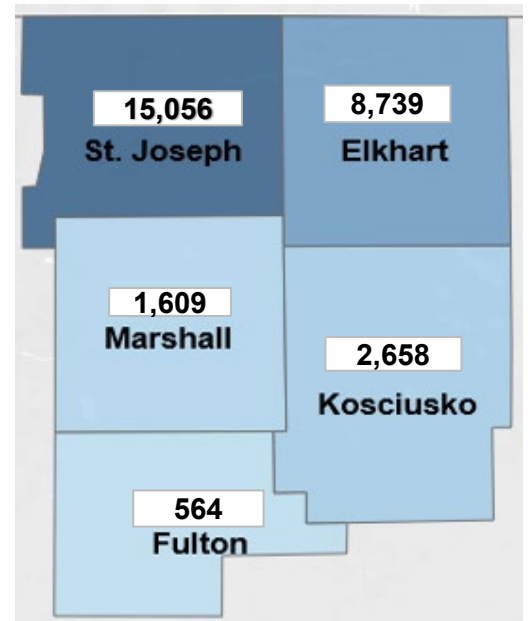 15,056
St. Joseph
8,739
Elkhart
1,609
Marshall
2,658
Kosciusko
564
Fulton